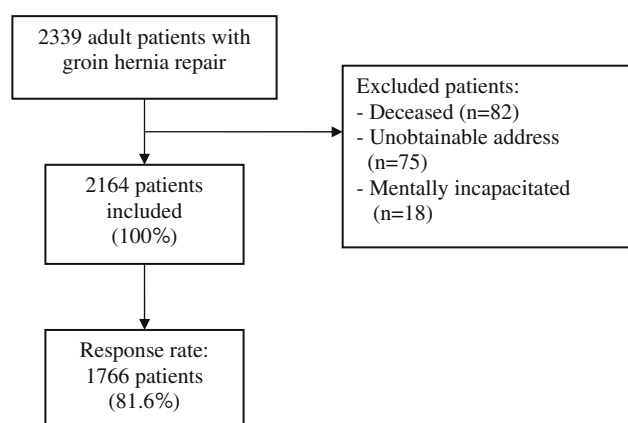 2339 adult patients with
groin hernia repair
Excluded patients:
- Deceased (n=82)
- Unobtainable address
(n=75)
- Mentally incapacitated
(n=18)
2164 patients
included
(100%)
Response rate:
1766 patients
(81.6%)